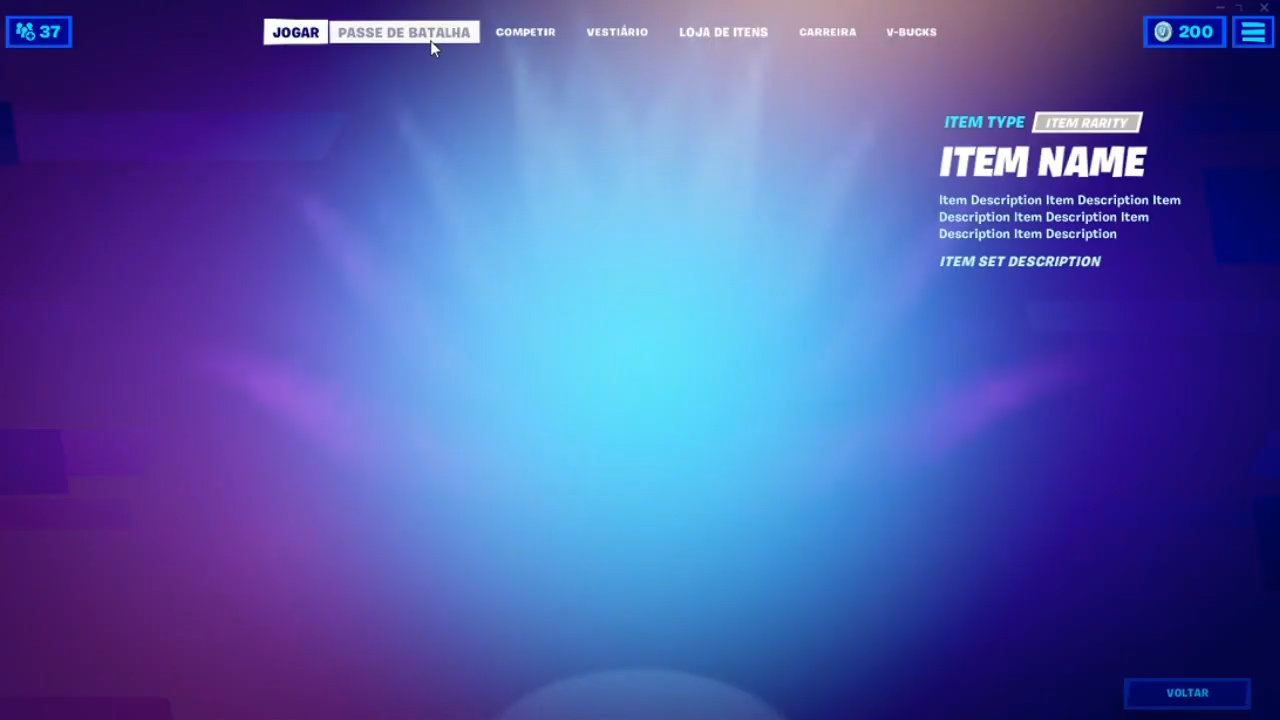 37
JOGAR PASSE DE BATALHA COMPETIR VESTIÁRIO LOJA DE ITENS CARREIRA V-BUCKS
200
ITEM TYPE ITEM RARITY
ITEM NAME
Item Description Item Description Item
Description Item Description Item
Description Item Description
ITEM SET DESCRIPTION
VOLTAR